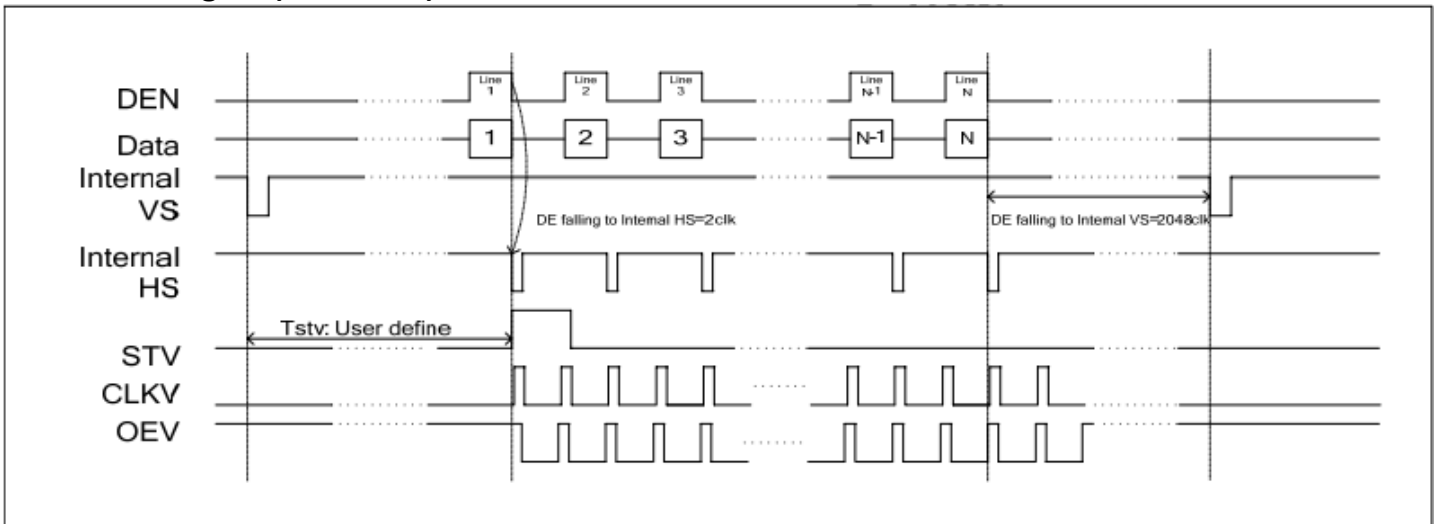 DEN Line 1 Line 2 Line 3 Line N-1 Line N
Data 1 2 3 N-1 N
Internal
VS
DE falling to Internal HS=2clk
DE falling to Internal VS=2048clk
Internal
HS
Tstv: User define
STV
CLKV
OEV